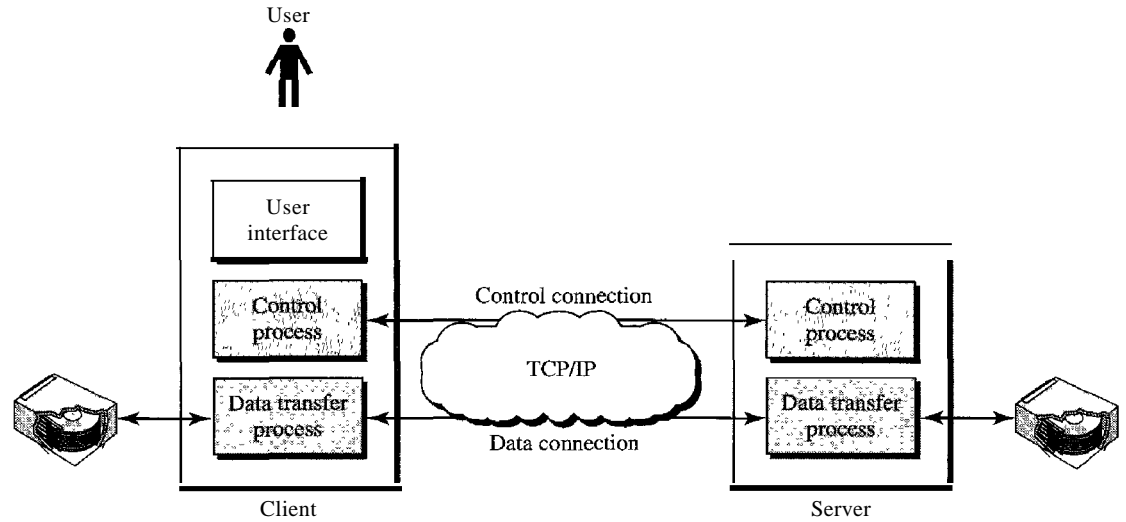 User
User
interface
Control
process
Data transfer
process
Client
Control connection
TCP/IP
Data connection
Control
process
Data transfer
process
Server